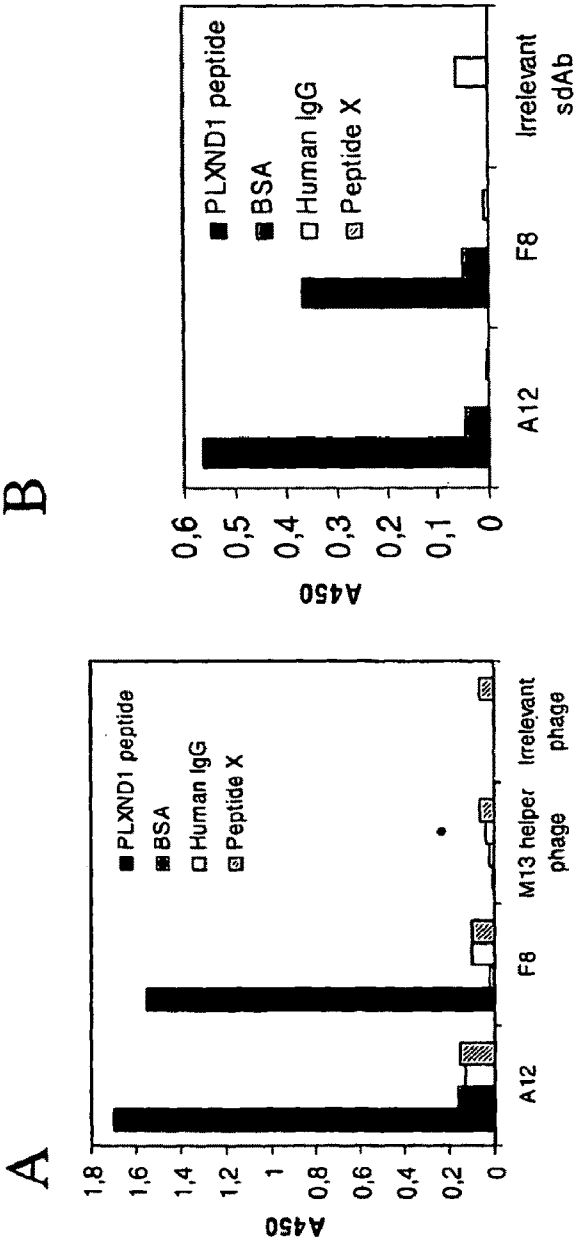 A
A450
1,8
1,6
1,4
1,2
1
0,8
0,6
0,4
0,2
0
PLXND1 peptide
BSA
Human IgG
Peptide X
A12
F8
M13 helper phage
Irrelevant phage
B
A450
0,6
0,5
0,4
0,3
0,2
0,1
0
PLXND1 peptide
BSA
Human IgG
Peptide X
A12
F8
Irrelevant sdAb